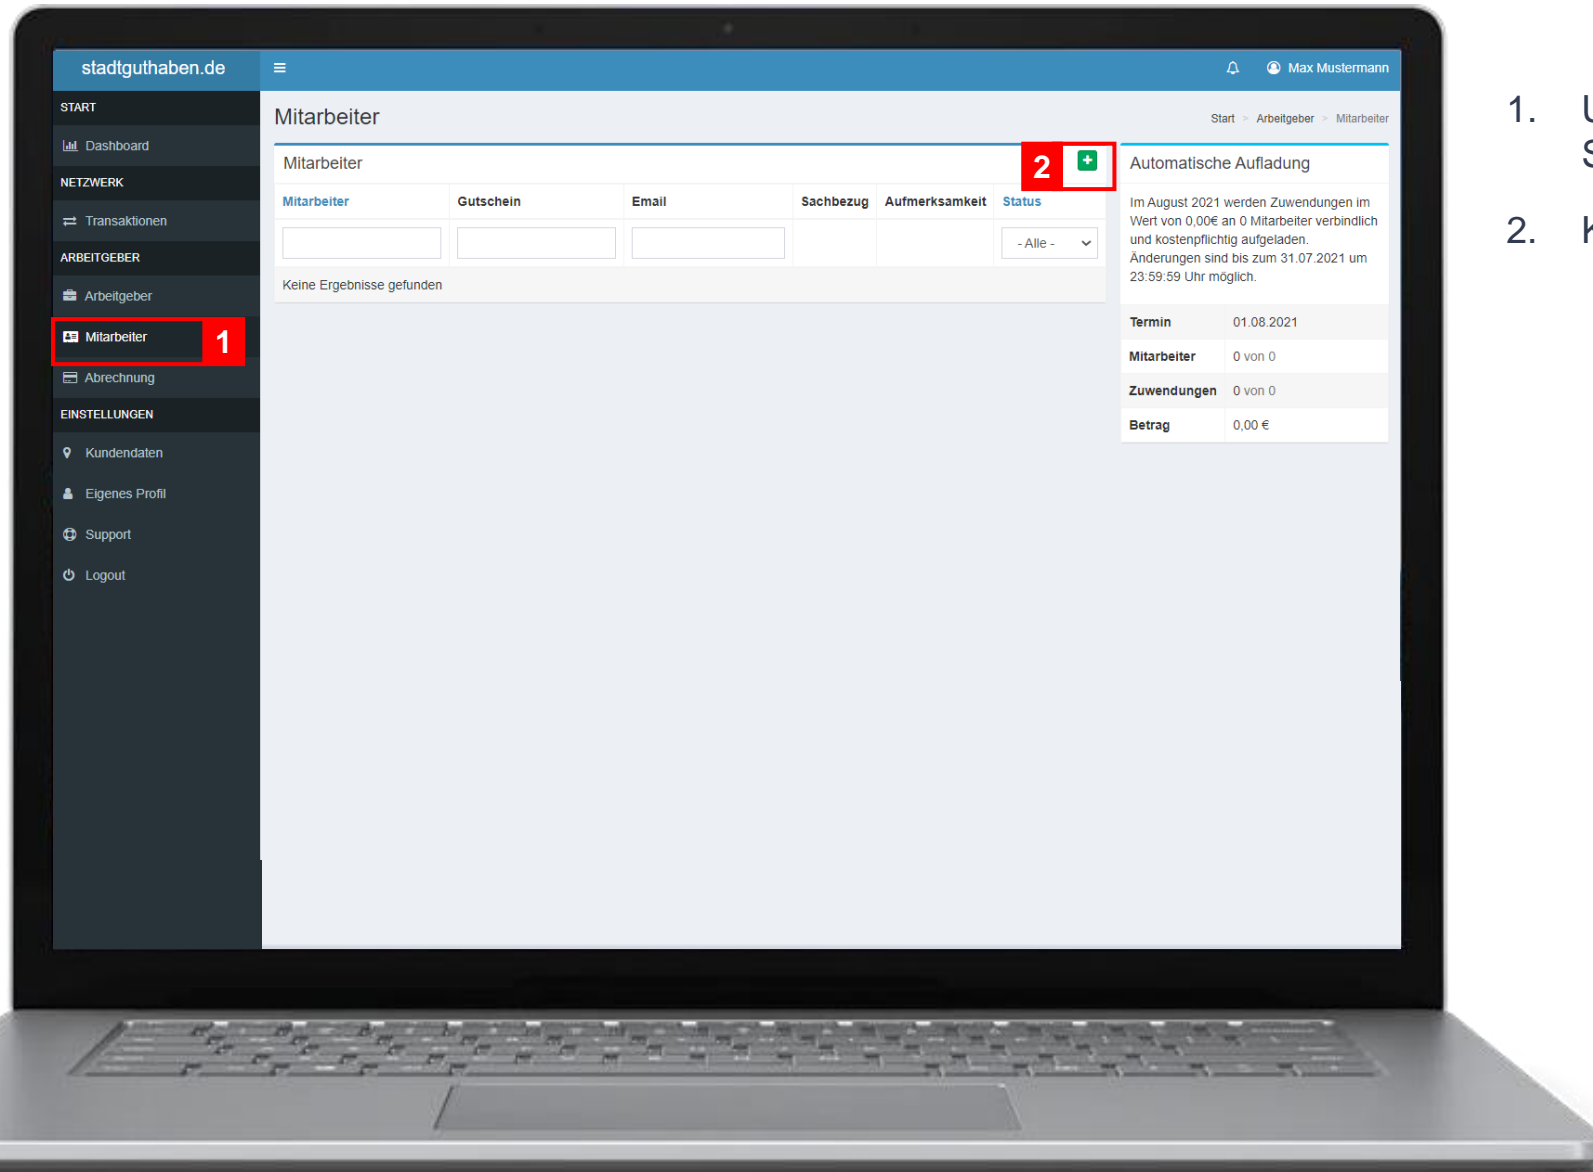 stadtguthaben.de
Max Mustermann
START
Dashboard
NETZWERK
Transaktionen
ARBEITGEBER
Arbeitgeber
Mitarbeiter
1
Abrechnung
EINSTELLUNGEN
Kundendaten
Eigenes Profil
Support
Logout
Mitarbeiter
Start > Arbeitgeber > Mitarbeiter
Mitarbeiter
2
Mitarbeiter Gutschein Email Sachbezug Aufmerksamkeit Status
- Alle -
Keine Ergebnisse gefunden
Automatische Aufladung
Im August 2021 werden Zuwendungen im
Wert von 0,00€ an 0 Mitarbeiter verbindlich
und kostenpflichtig aufgeladen.
Änderungen sind bis zum 31.07.2021 um
23:59:59 Uhr möglich.
Termin 01.08.2021
Mitarbeiter 0 von 0
Zuwendungen 0 von 0
Betrag 0,00 €
1.
2.